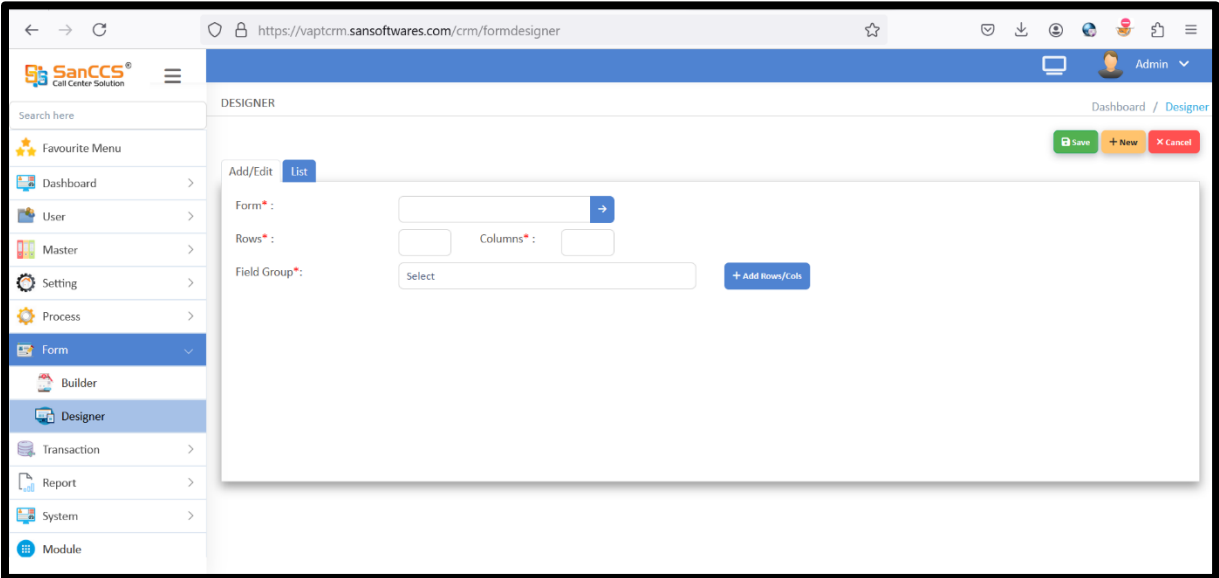 https://vaptcrm.sansoftwares.com/crm/formdesigner
SanCCS®
Call Center Solution
Admin
Search here
DESIGNER
Dashboard / Designer
Favourite Menu
Save
+ New
X Cancel
Dashboard
Add/Edit
List
User
Form* :
Master
Rows* :
Columns* :
Setting
Field Group*:
Select
+ Add Rows/Cols
Process
Form
Builder
Designer
Transaction
Report
System
Module